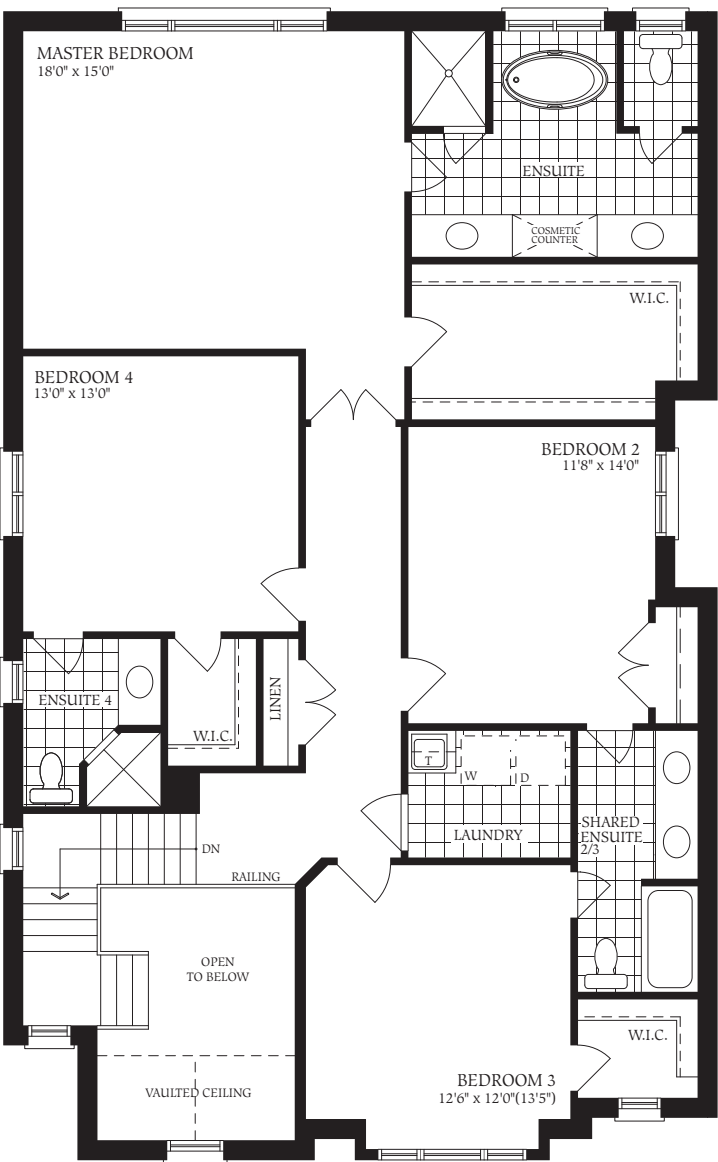 MASTER BEDROOM
18'0" x 15'0"
ENSUITE
COSMETIC
COUNTER
W.I.C.
BEDROOM 4
13'0" x 13'0"
BEDROOM 2
11'8" x 14'0"
ENSUITE 4
W.I.C.
LINEN
T
W
D
LAUNDRY
SHARED
ENSUITE
2/3
DN
RAILING
OPEN
TO BELOW
W.I.C.
BEDROOM 3
12'6" x 12'0"(13'5")
VAULTED CEILING